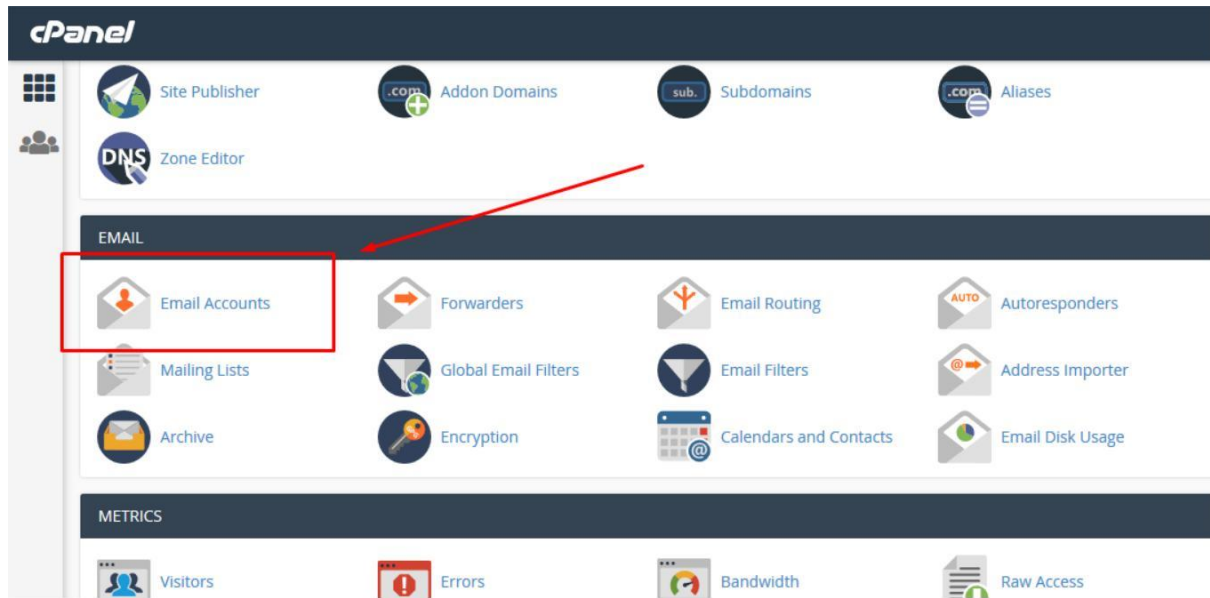 cPanel
Site Publisher
.com Addon Domains
sub. Subdomains
.com Aliases
DNS Zone Editor
EMAIL
Email Accounts
Forwarders
Email Routing
AUTO Autoresponders
Mailing Lists
Global Email Filters
Email Filters
@ Address Importer
Archive
Encryption
@ Calendars and Contacts
Email Disk Usage
METRICS
Visitors
Errors
Bandwidth
Raw Access